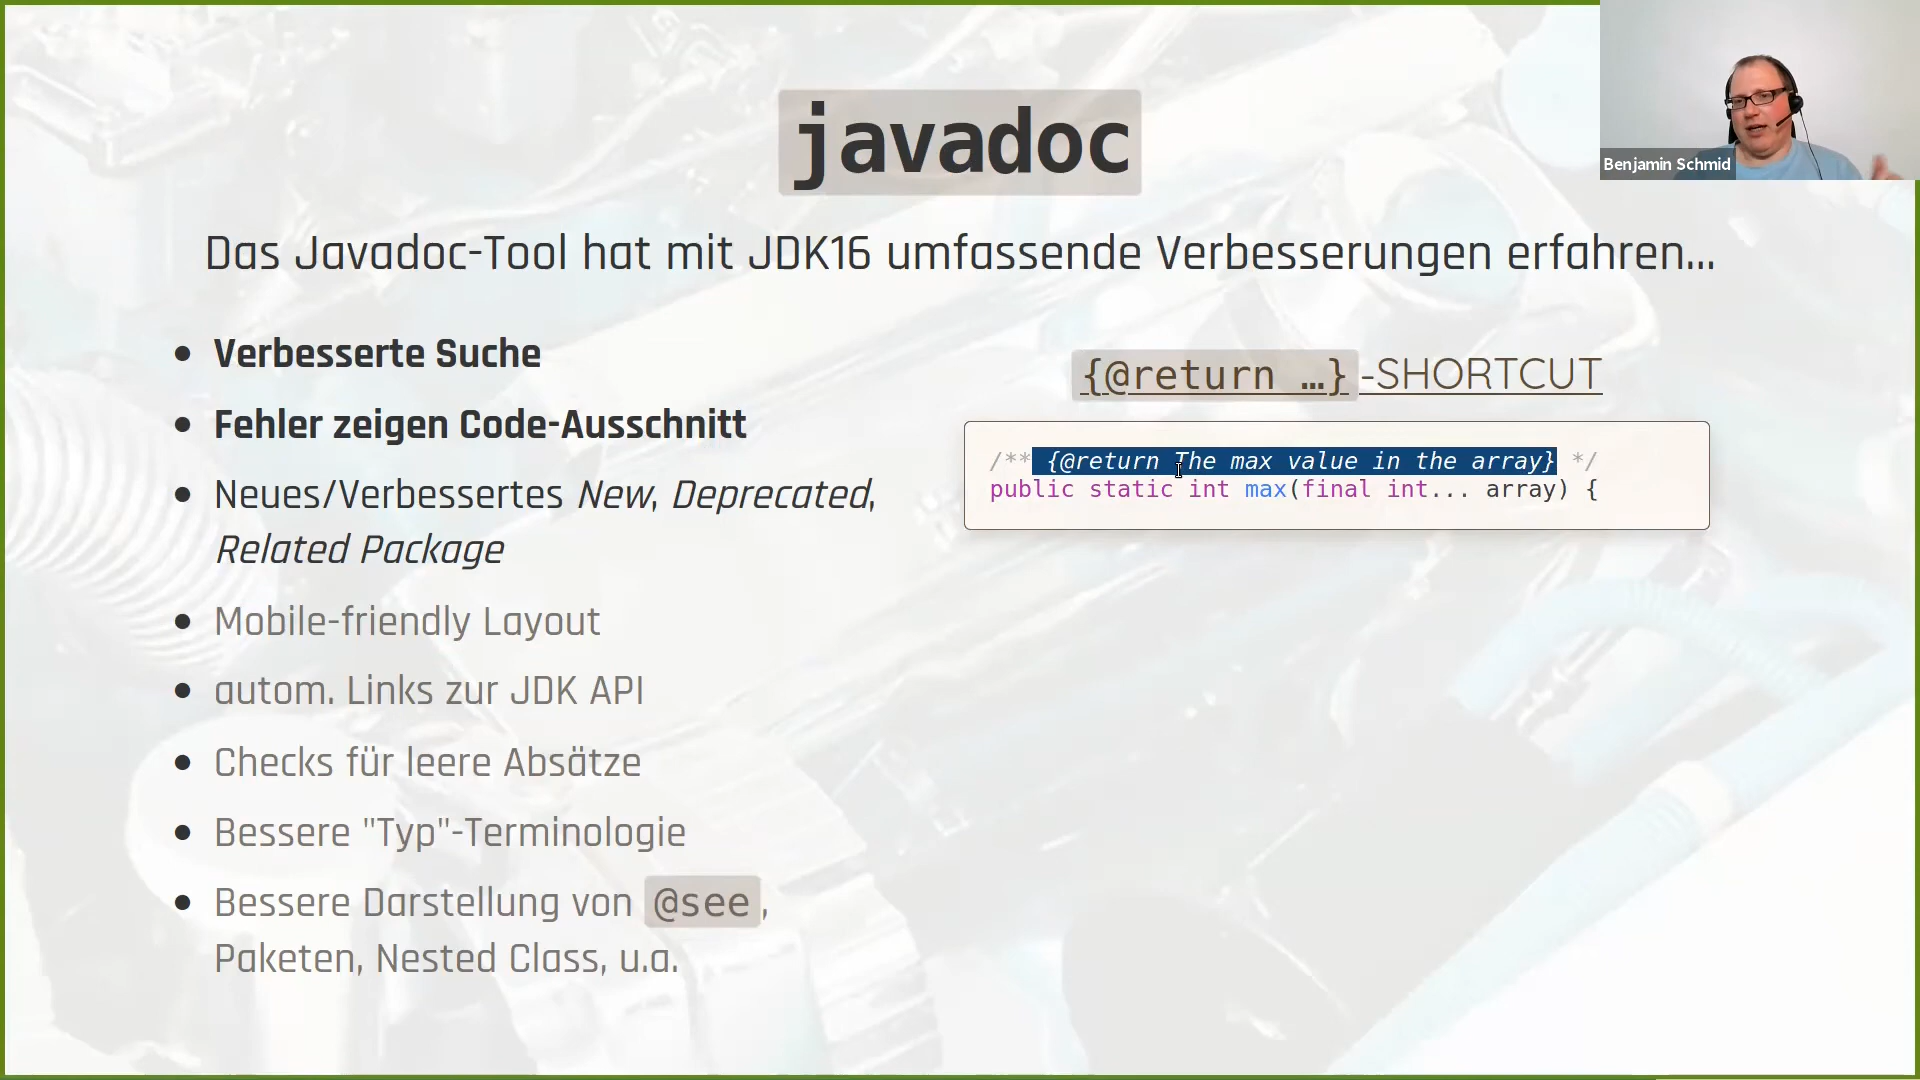 javadoc
Benjamin Schmid
Das Javadoc-Tool hat mit JDK16 umfassende Verbesserungen erfahren...
Verbesserte Suche
Fehler zeigen Code-Ausschnitt
Neues/Verbessertes New, Deprecated,
Related Package
Mobile-friendly Layout
autom. Links zur JDK API
Checks für leere Absätze
Bessere "Typ"-Terminologie
Bessere Darstellung von @see,
Paketen, Nested Class, u.a.
{@return …}-SHORTCUT
/** {@return The max value in the array} */
public static int max(final int... array) {